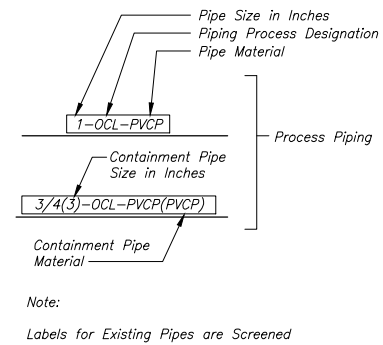 Pipe Size in Inches
Piping Process Designation
Pipe Material
1-OCL-PVCP
Process Piping
Containment Pipe
Size in Inches
3/4(3)-OCL-PVCP(PVCP)
Containment Pipe
Material
Note:
Labels for Existing Pipes are Screened